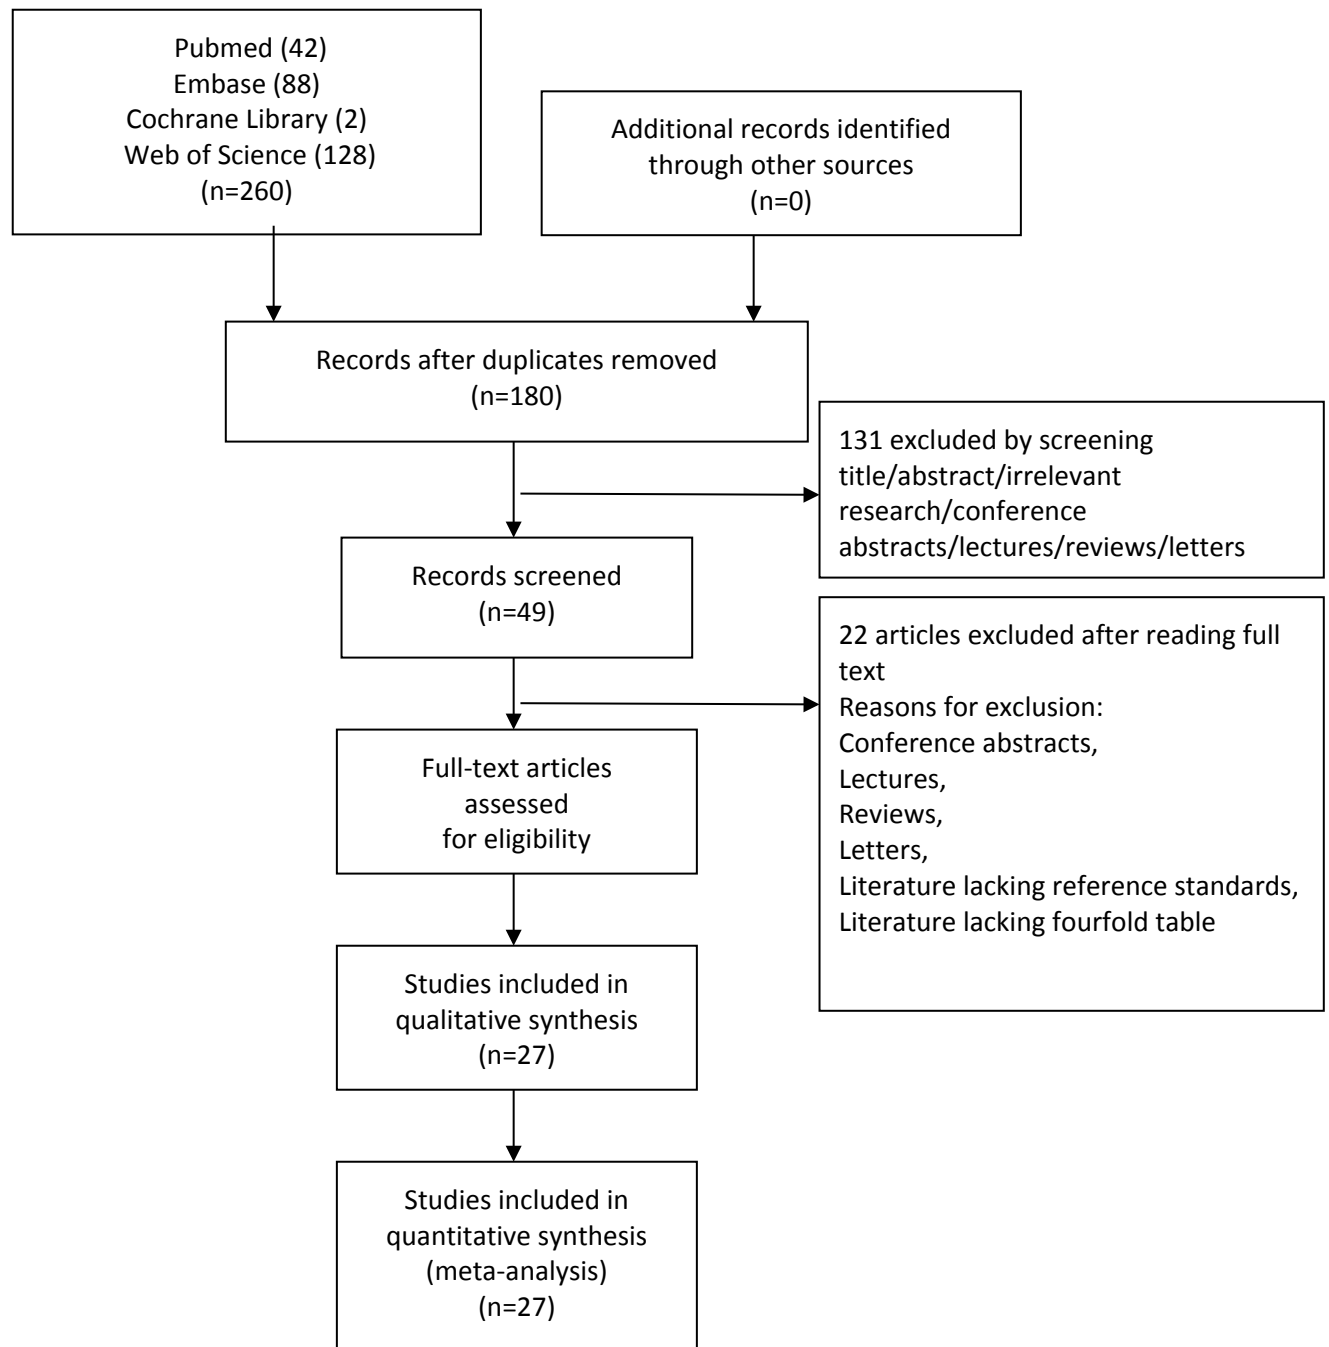 Pubmed (42)
Embase (88)
Cochrane Library (2)
Web of Science (128)
(n=260)
Additional records identified
through other sources
(n=0)
Records after duplicates removed
(n=180)
131 excluded by screening
title/abstract/irrelevant
research/conference
abstracts/lectures/reviews/letters
Records screened
(n=49)
22 articles excluded after reading full
text
Reasons for exclusion:
Conference abstracts,
Lectures,
Reviews,
Letters,
Literature lacking reference standards,
Literature lacking fourfold table
Full-text articles
assessed
for eligibility
Studies included in
qualitative synthesis
(n=27)
Studies included in
quantitative synthesis
(meta-analysis)
(n=27)